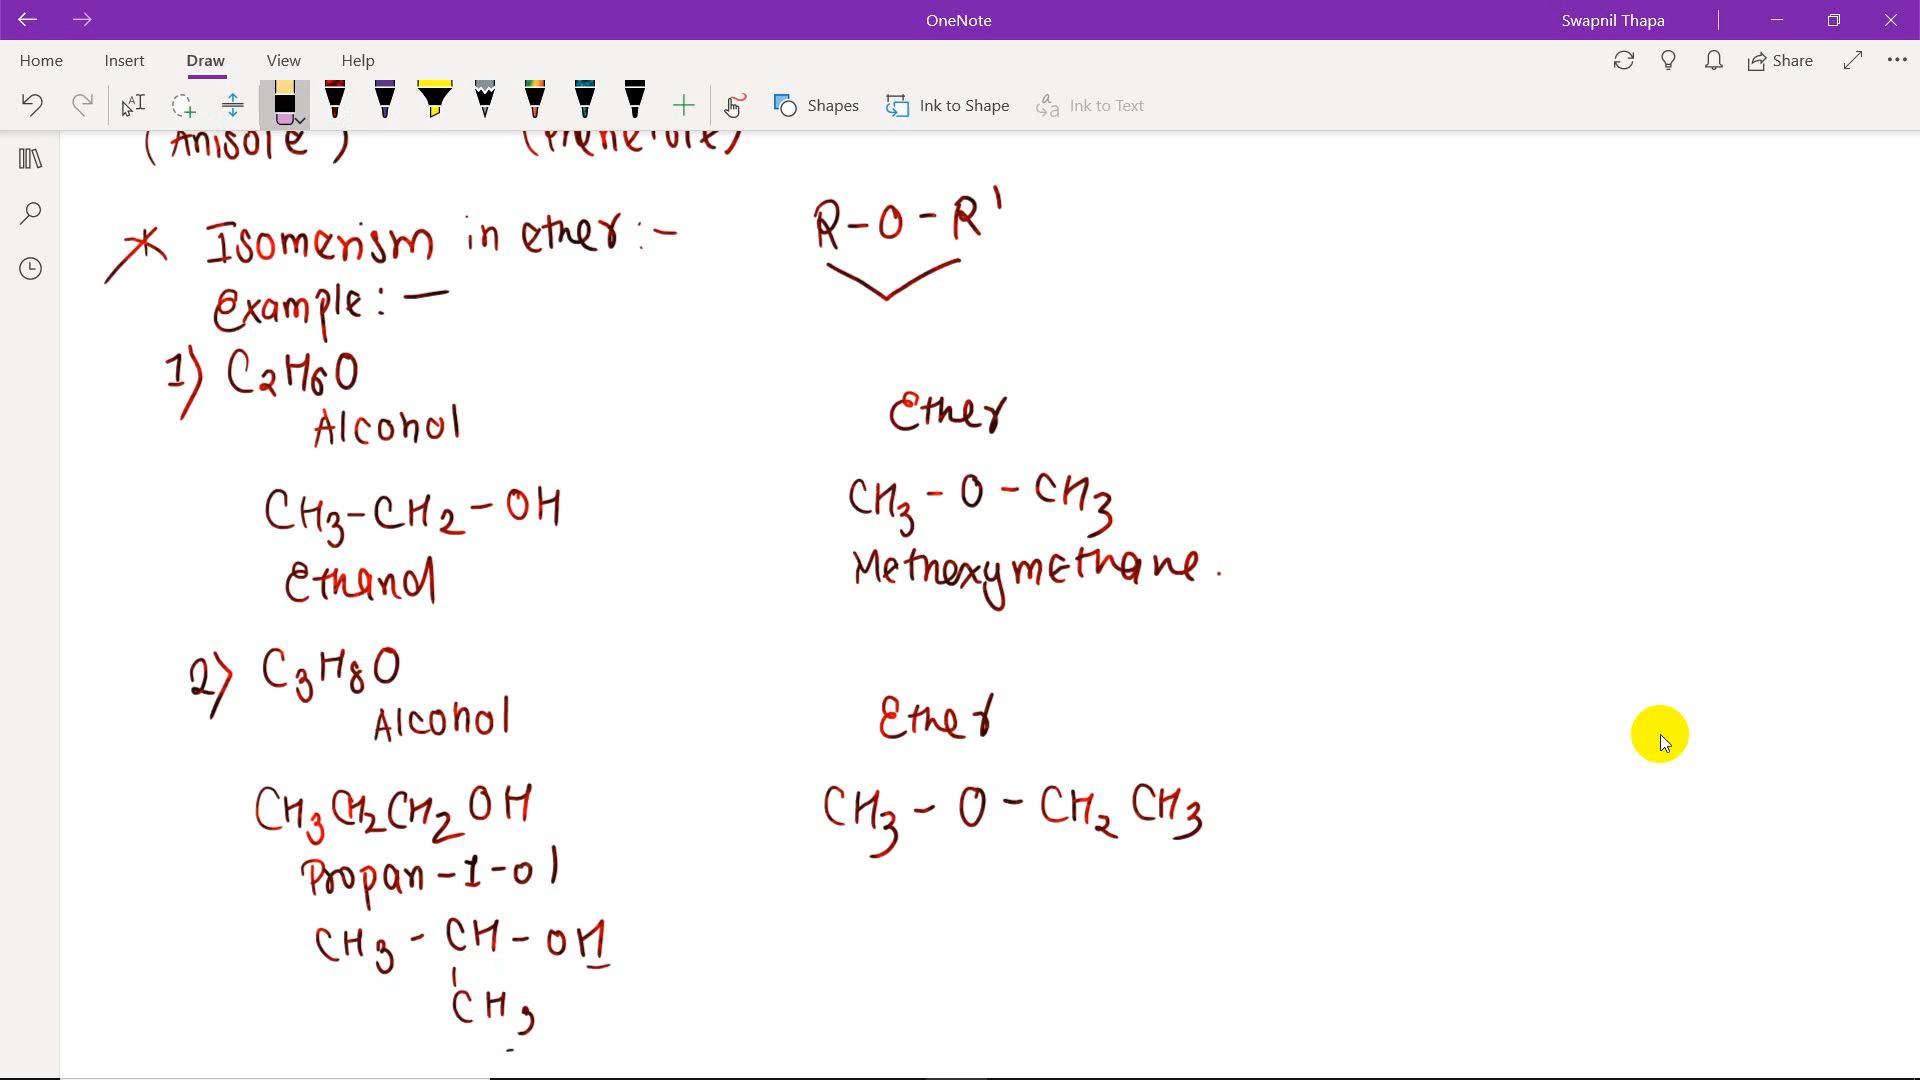 OneNote
Swapnil Thapa
Home Insert Draw View Help
Share
Shapes Ink to Shape Ink to Text
(Anisole) (Phenetole)
* Isomerism in ether :- R-O-R'
Example: —
1) C2H6O
Alcohol Ether
CH3-CH2-OH CH3-O-CH3
Ethanol Methoxymethane.
2) C3H8O
Alcohol Ether
CH3CH2CH2OH CH3-O-CH2CH3
Propan-1-ol
CH3-CH-OH
CH3